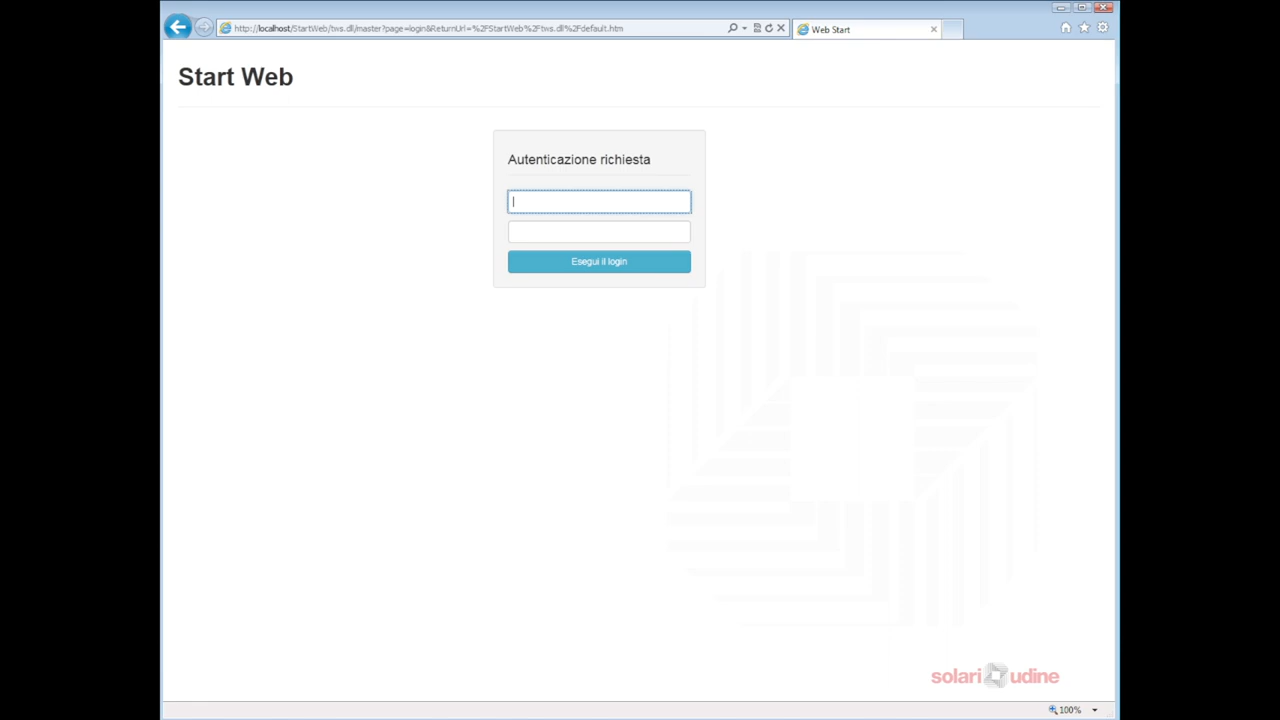 http://localhost/StartWeb/tws.dll/master?page=login&ReturnUrl=%2FStartWeb%2Ftws.dll%2Fdefault.htm
Web Start
Start Web
Autenticazione richiesta
Esegui il login
solari udine
100%